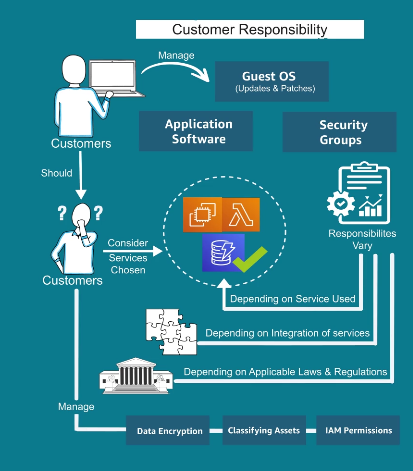 Customer Responsibility
Manage
Guest OS
(Updates & Patches)
Application
Software
Security
Groups
Customers
Should
? ?
Customers
Consider
Services
Chosen
Responsibilites
Vary
Depending on Service Used
Depending on Integration of services
Depending on Applicable Laws & Regulations
Manage
Data Encryption
Classifying Assets
IAM Permissions